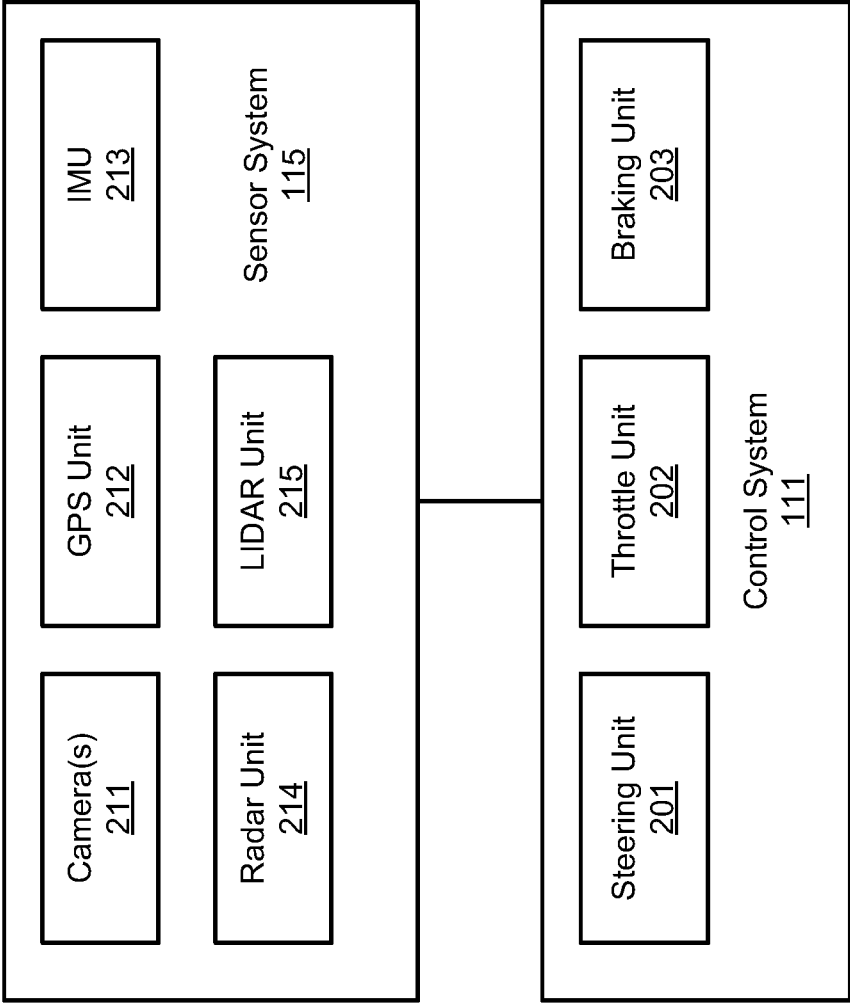 Camera(s)
211
GPS Unit
212
IMU
213
Radar Unit
214
LIDAR Unit
215
Sensor System
115
Steering Unit
201
Throttle Unit
202
Braking Unit
203
Control System
111